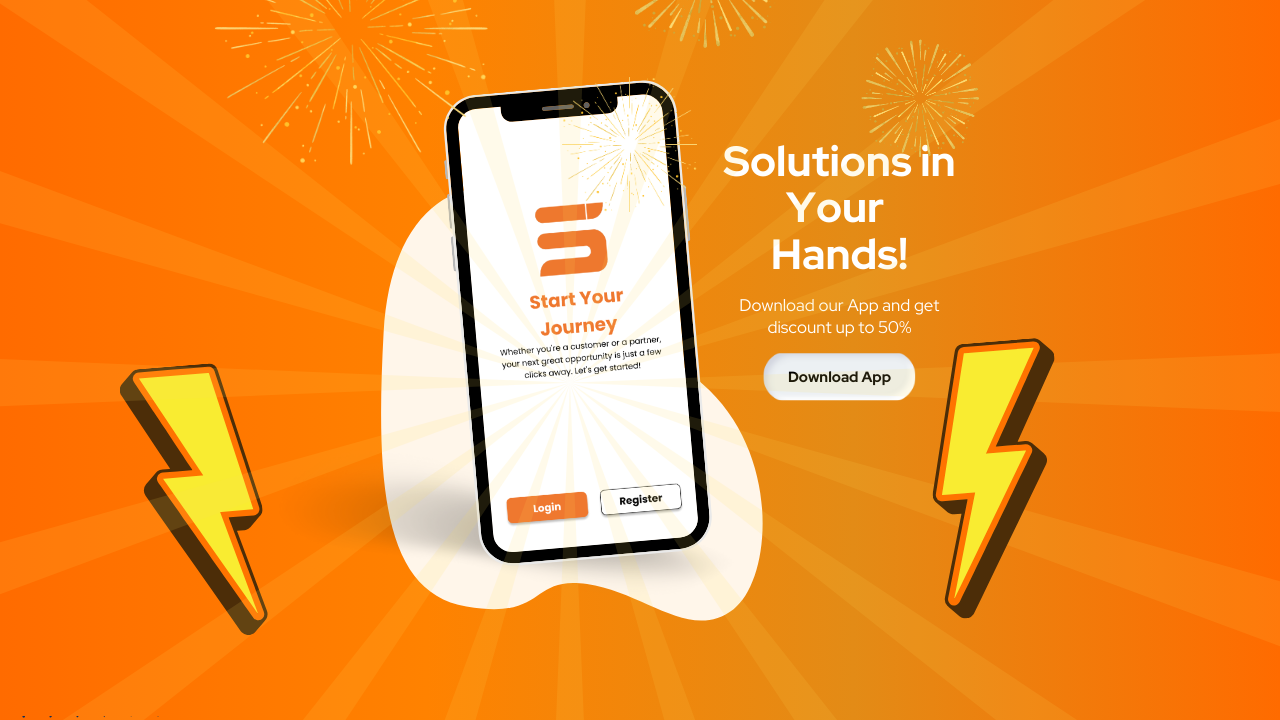 Start Your
Journey
Whether you're a customer or a partner,
your next great opportunity is just a few
clicks away. Let's get started!
Login
Register
Solutions in
Your
Hands!
Download our App and get
discount up to 50%
Download App